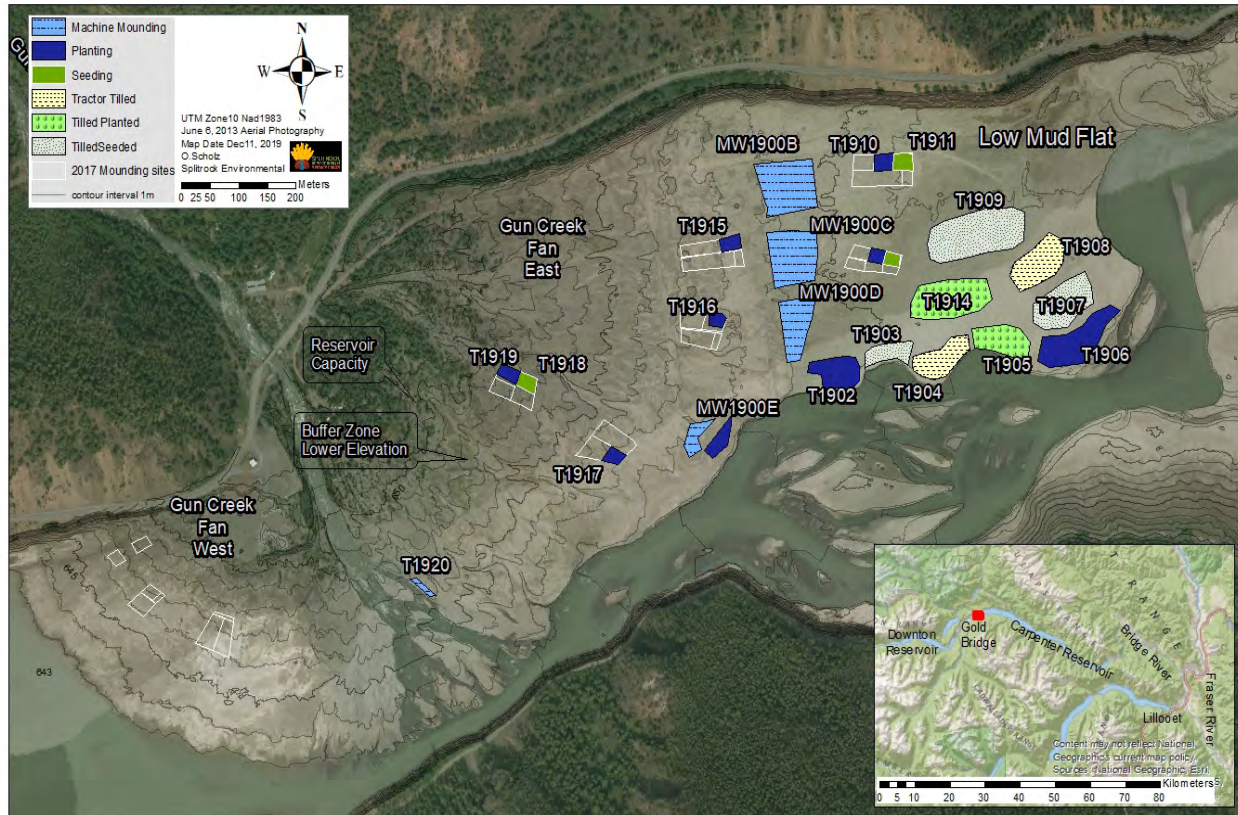 Machine Mounding
Planting
Seeding
Tractor Tilled
Tilled Planted
TilledSeeded
2017 Mounding sites
contour interval 1m
N
W E
S
UTM Zone10 Nad1983
June 6, 2013 Aerial Photography
Map Date Dec11, 2019
O.Scholz
Splitrock Environmental
Meters
0 25 50 100 150 200
Gun
Low Mud Flat
MW1900B
T1910
T1911
T1909
T1915
MW1900C
T1908
Gun Creek
Fan
East
MW1900D
T1914
T1907
T1916
T1903
T1906
T1905
T1904
T1902
Reservoir
Capacity
T1919
T1918
MW1900E
Buffer Zone
Lower Elevation
T1917
650
Gun Creek
Fan
West
T1920
645
643
Downton
Reservoir
Gold
Bridge
Carpenter Reservoir
Bridge River
RANGE
Fraser River
Lillooet
Content may not reflect National
Geographic's current map policy.
Sources: National Geographic, Esri,
Kilometers
0 5 10 20 30 40 50 60 70 80